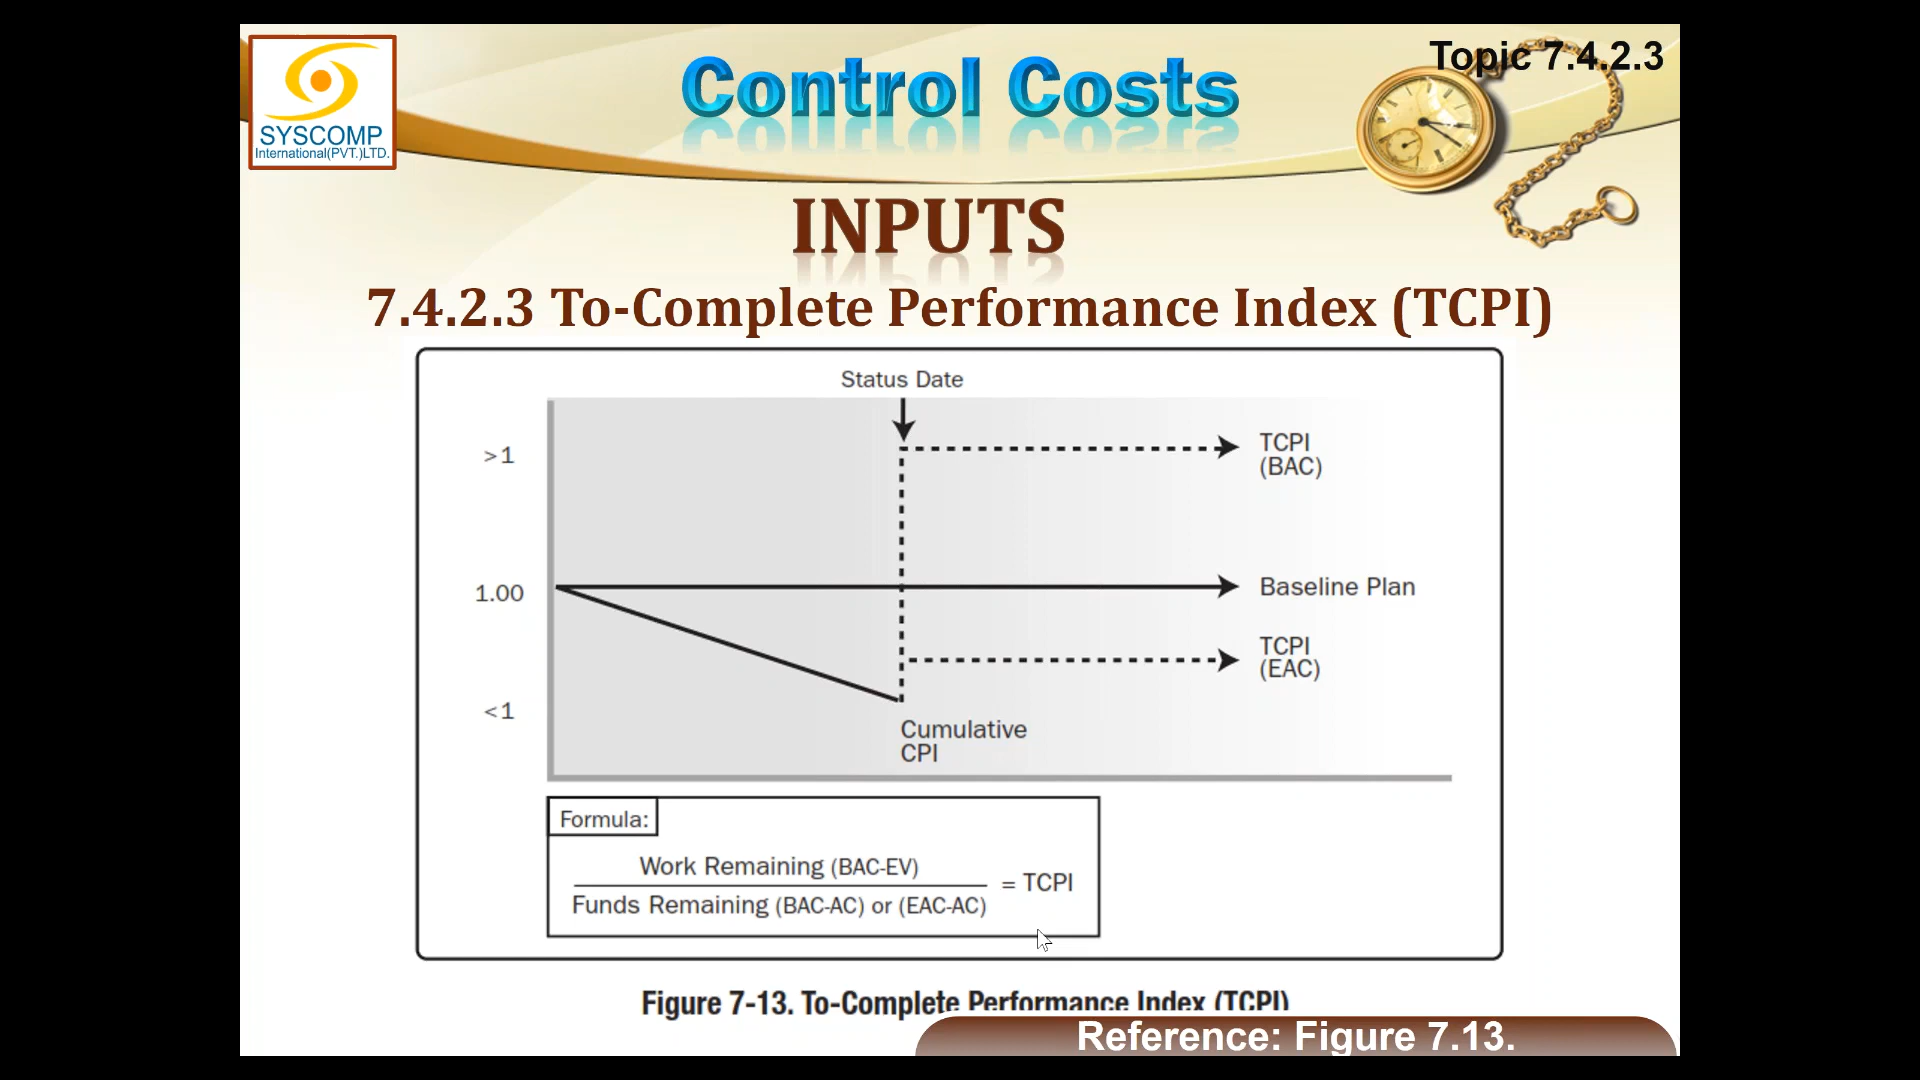 Topic 7.4.2.3
Control Costs
SYSCOMP
International(PVT.)LTD.
INPUTS
7.4.2.3 To-Complete Performance Index (TCPI)
Status Date
>1
TCPI
(BAC)
1.00
Baseline Plan
TCPI
(EAC)
<1
Cumulative
CPI
Formula:
Work Remaining (BAC-EV)
= TCPI
Funds Remaining (BAC-AC) or (EAC-AC)
Figure 7-13. To-Complete Performance Index (TCPI)
Reference: Figure 7.13.